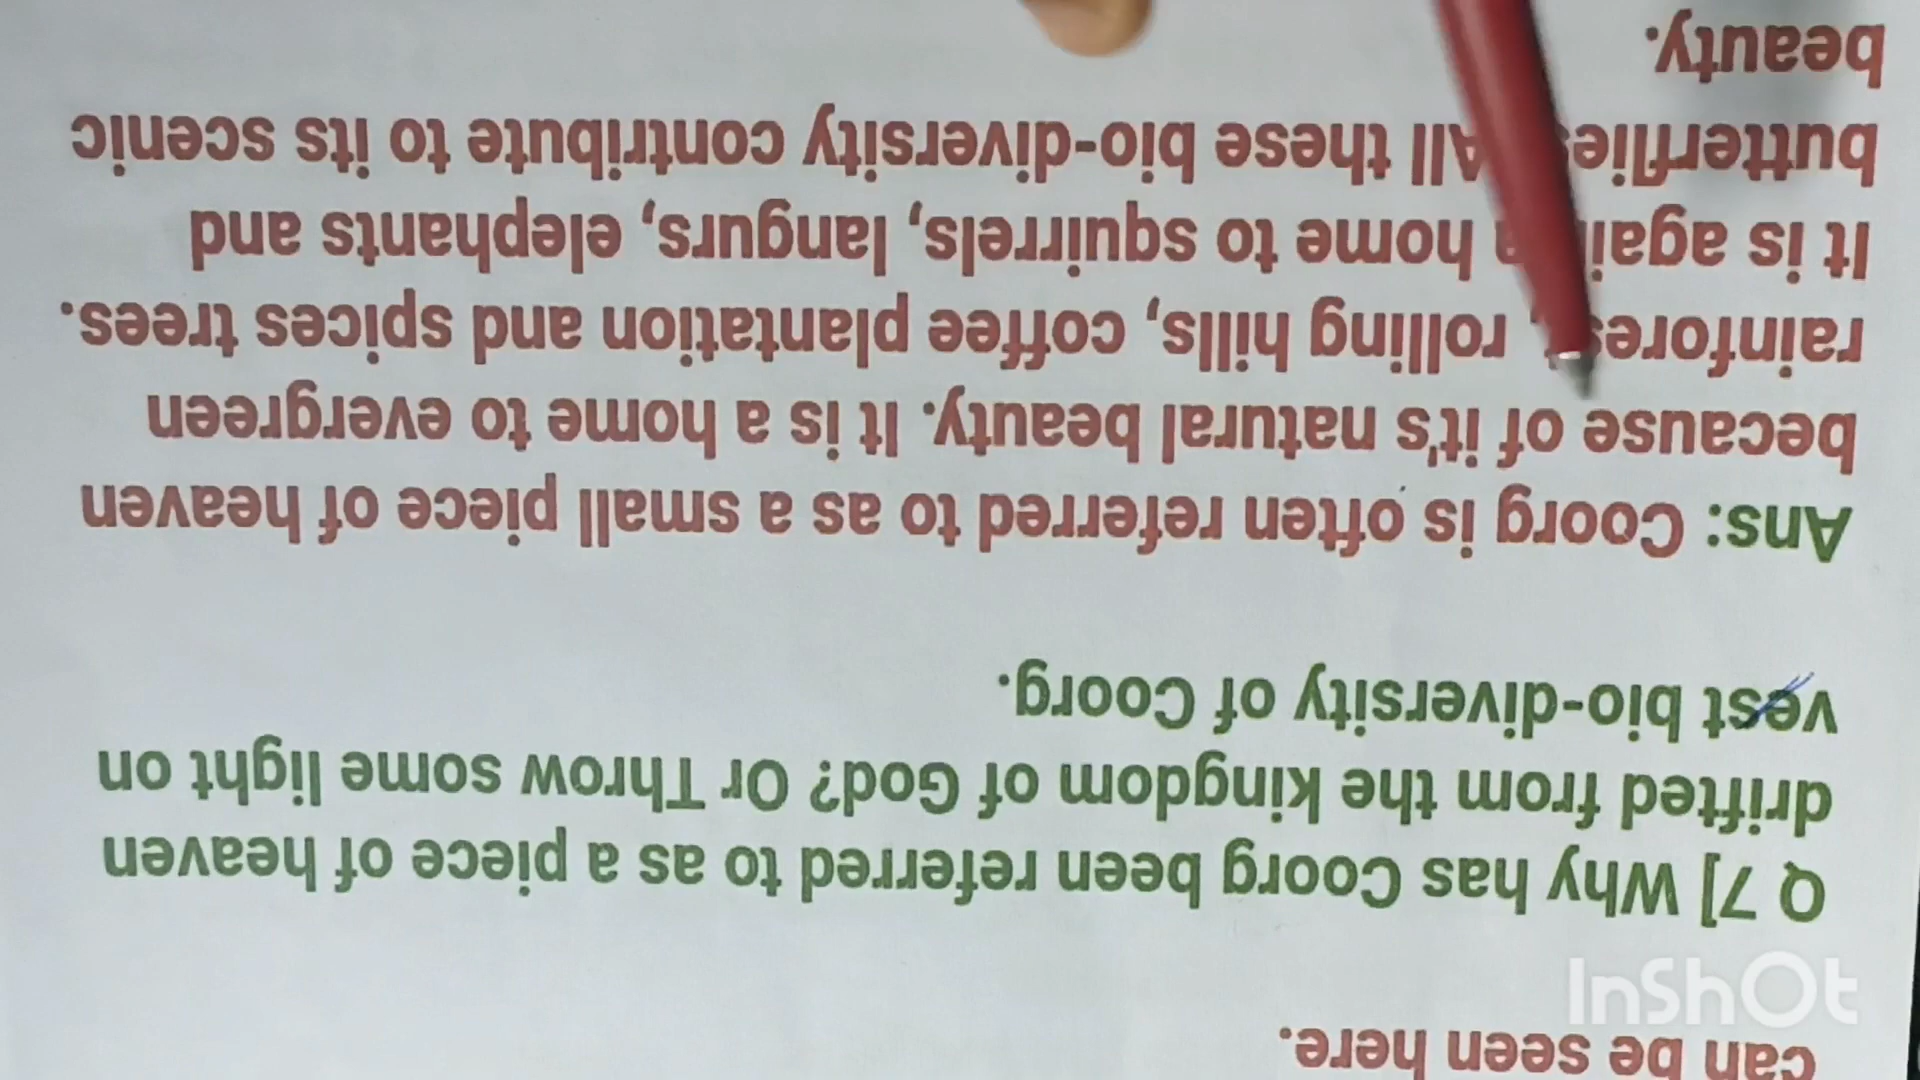 can be seen here.
Q 7] Why has Coorg been referred to as a piece of heaven
drifted from the kingdom of God? Or Throw some light on
vest bio-diversity of Coorg.
Ans: Coorg is often referred to as a small piece of heaven
because of it's natural beauty. It is a home to evergreen
rolling hills, coffee plantation and spices trees.
It is a home to squirrels, langurs, elephants and
All these bio-diversity contribute to its scenic
beauty.
InShOt